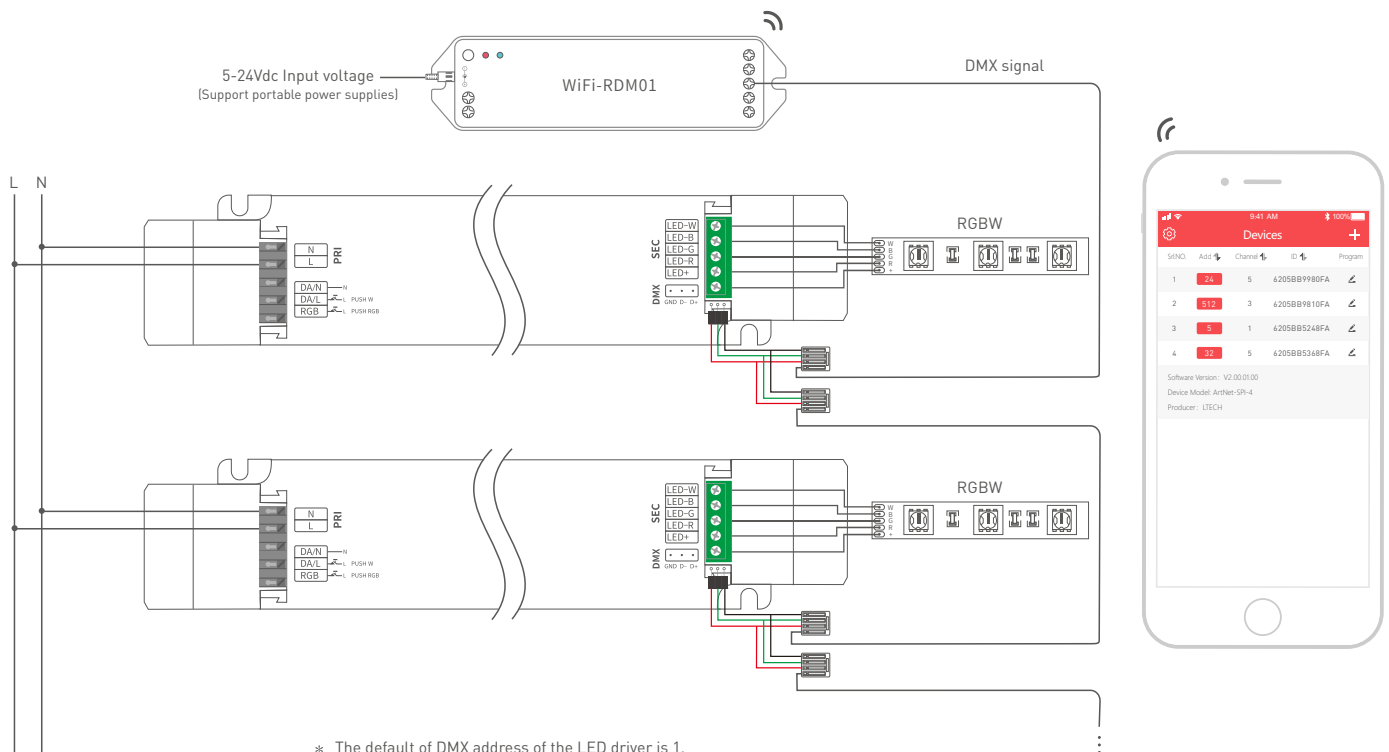 5-24Vdc Input voltage
(Support portable power supplies)
WiFi-RDM01
DMX signal
L N
N
L
PRI
DA/N N
DA/L L PUSH W
RGB L PUSH RGB
SEC
LED-W
LED-B
LED-G
LED-R
LED+
DMX
GND D- D+
RGBW
W
B
G
R
+
N
L
PRI
DA/N N
DA/L L PUSH W
RGB L PUSH RGB
SEC
LED-W
LED-B
LED-G
LED-R
LED+
DMX
GND D- D+
RGBW
W
B
G
R
+
9:41 AM 100%
Devices +
Sd.NO. Add Channel ID Program
1 24 5 6205BB9980FA
2 512 3 6205BB9810FA
3 5 1 6205BB5248FA
4 32 5 6205BB5368FA
Software Version : V2.00.01.00
Device Model: ArtNet-SPI-4
Producer : LTECH
* The default of DMX address of the LED driver is 1.